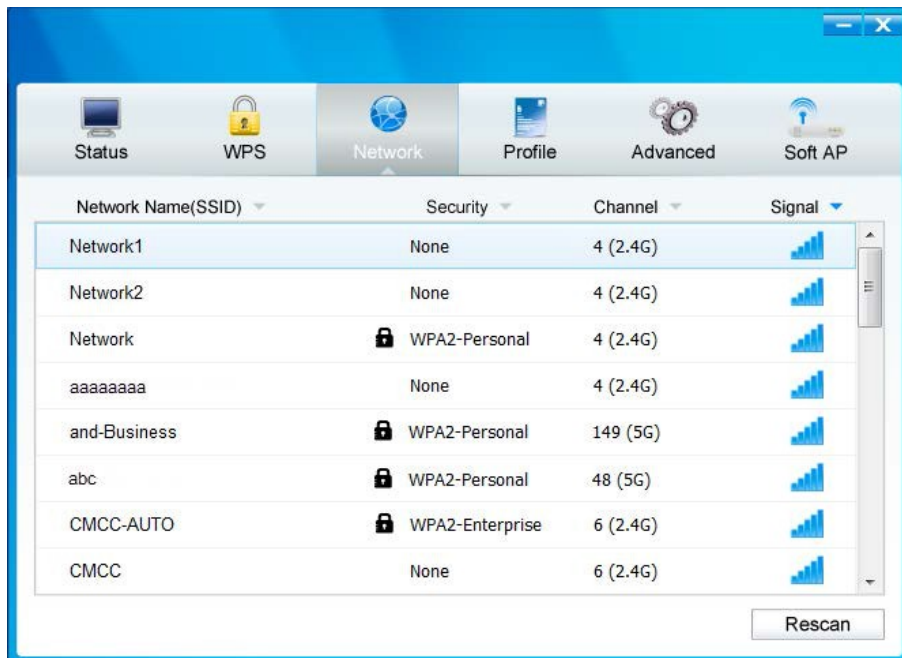 Status WPS Network Profile Advanced Soft AP
Network Name(SSID) Security Channel Signal
Network1 None 4 (2.4G)
Network2 None 4 (2.4G)
Network WPA2-Personal 4 (2.4G)
aaaaaaaa None 4 (2.4G)
and-Business WPA2-Personal 149 (5G)
abc WPA2-Personal 48 (5G)
CMCC-AUTO WPA2-Enterprise 6 (2.4G)
CMCC None 6 (2.4G)
Rescan